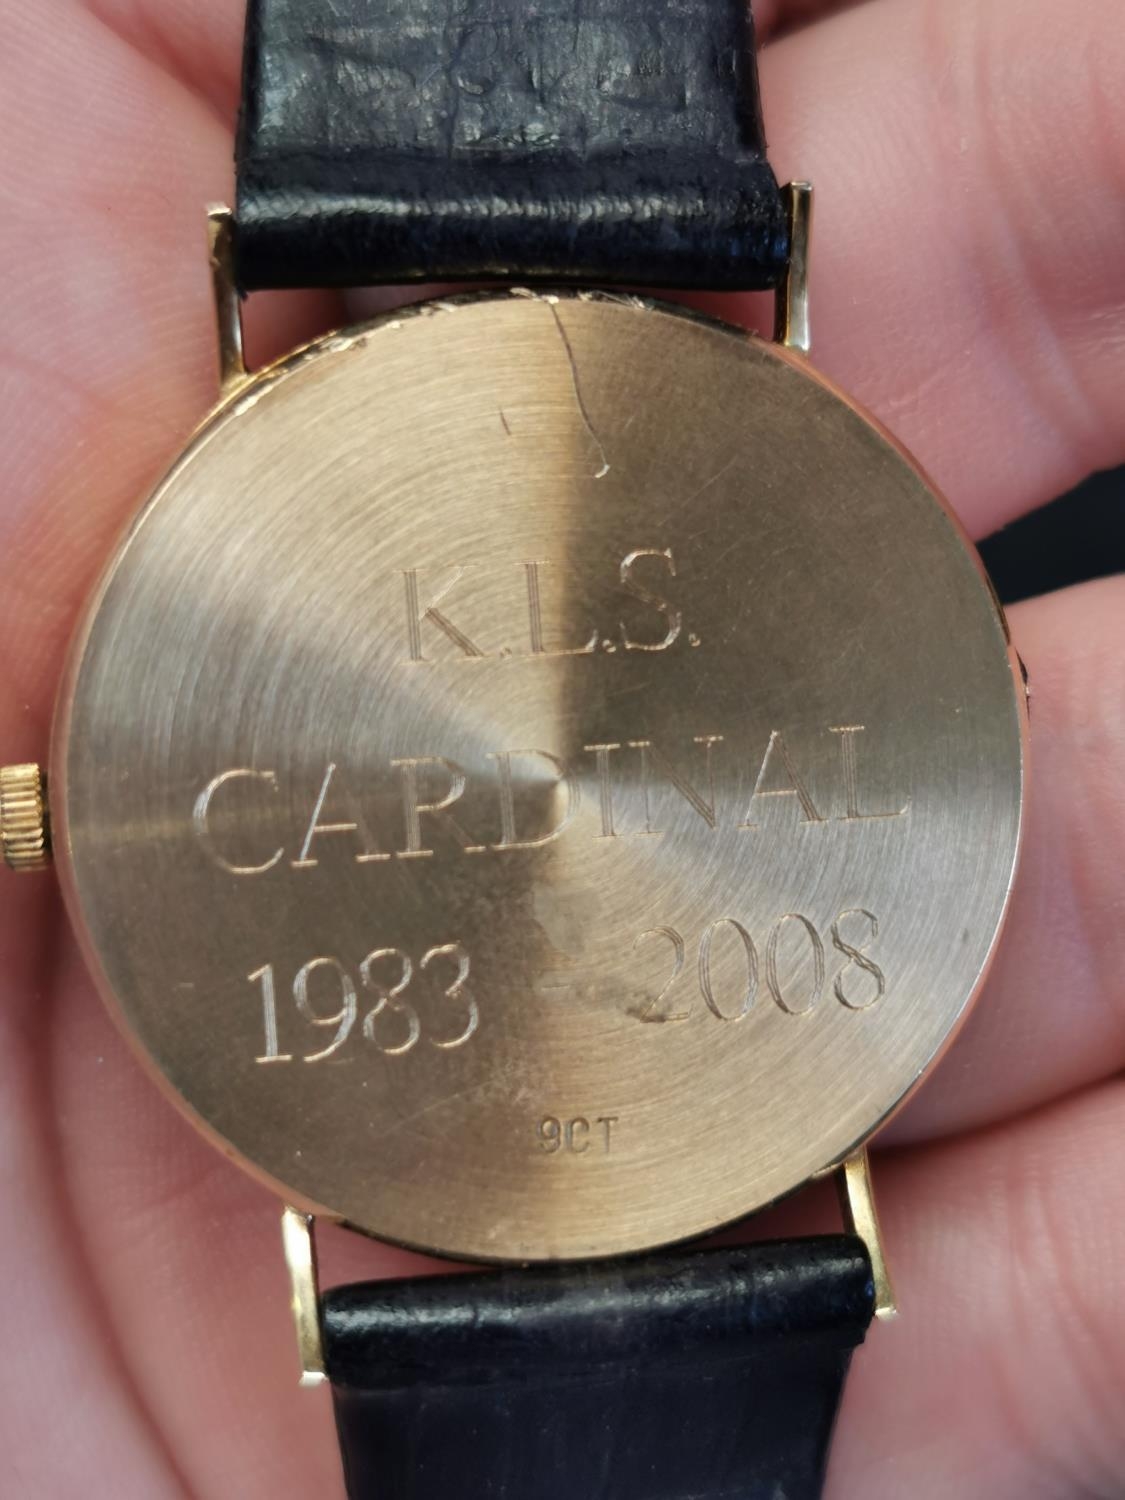 K.L.S.
CARDINAL
1983 - 2008
9CT